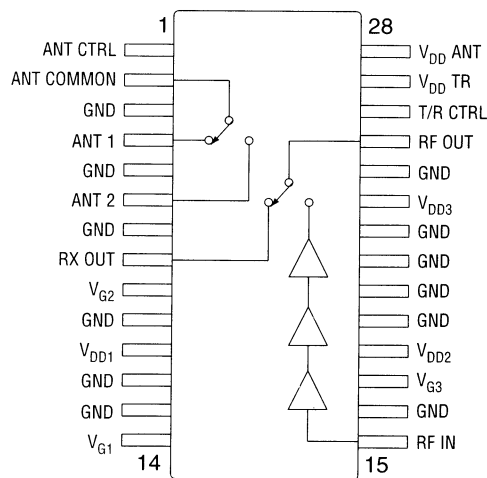 1 28
ANT CTRL V_DD ANT
ANT COMMON V_DD TR
GND T/R CTRL
ANT 1 RF OUT
GND GND
ANT 2 V_DD3
GND GND
RX OUT GND
V_G2 GND
GND GND
V_DD1 V_DD2
GND V_G3
GND GND
V_G1 RF IN
14 15